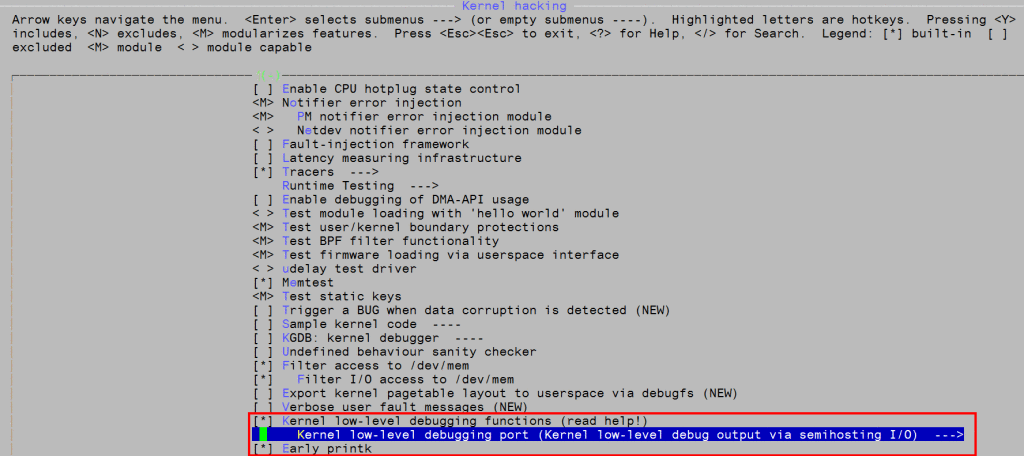 Kernel hacking
Arrow keys navigate the menu.  <Enter> selects submenus ---> (or empty submenus ----).  Highlighted letters are hotkeys.  Pressing <Y>
includes, <N> excludes, <M> modularizes features.  Press <Esc><Esc> to exit, <?> for Help, </> for Search.  Legend: [*] built-in  [ ]
excluded  <M> module  < > module capable
[ ] Enable CPU hotplug state control
<M> Notifier error injection
<M>   PM notifier error injection module
< >   Netdev notifier error injection module
[ ] Fault-injection framework
[ ] Latency measuring infrastructure
[*] Tracers  --->
Runtime Testing  --->
[ ] Enable debugging of DMA-API usage
< > Test module loading with 'hello world' module
<M> Test user/kernel boundary protections
<M> Test BPF filter functionality
<M> Test firmware loading via userspace interface
< > udelay test driver
[*] Memtest
<M> Test static keys
[ ] Trigger a BUG when data corruption is detected (NEW)
[ ] Sample kernel code  ----
[ ] KGDB: kernel debugger  ----
[ ] Undefined behaviour sanity checker
[*] Filter access to /dev/mem
[*]   Filter I/O access to /dev/mem
[ ] Export kernel pagetable layout to userspace via debugfs (NEW)
[ ] Verbose user fault messages (NEW)
[*] Kernel low-level debugging functions (read help!)
Kernel low-level debugging port (Kernel low-level debug output via semihosting I/O)  --->
[*] Early printk